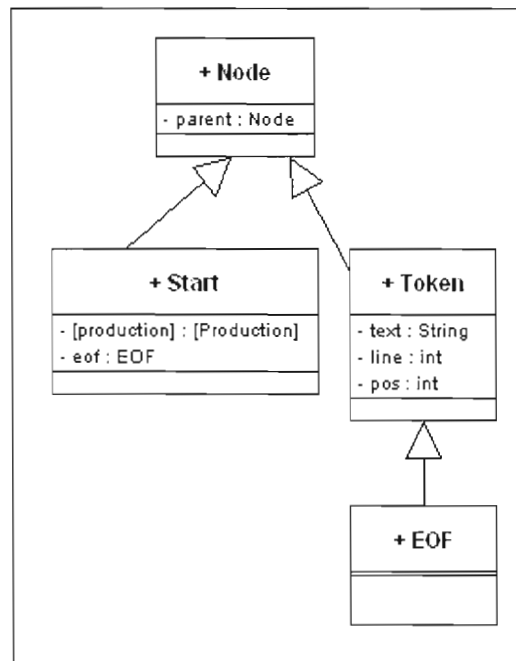 + Node
- parent : Node
+ Start
- [production] : [Production]
- eof : EOF
+ Token
- text : String
- line : int
- pos : int
+ EOF